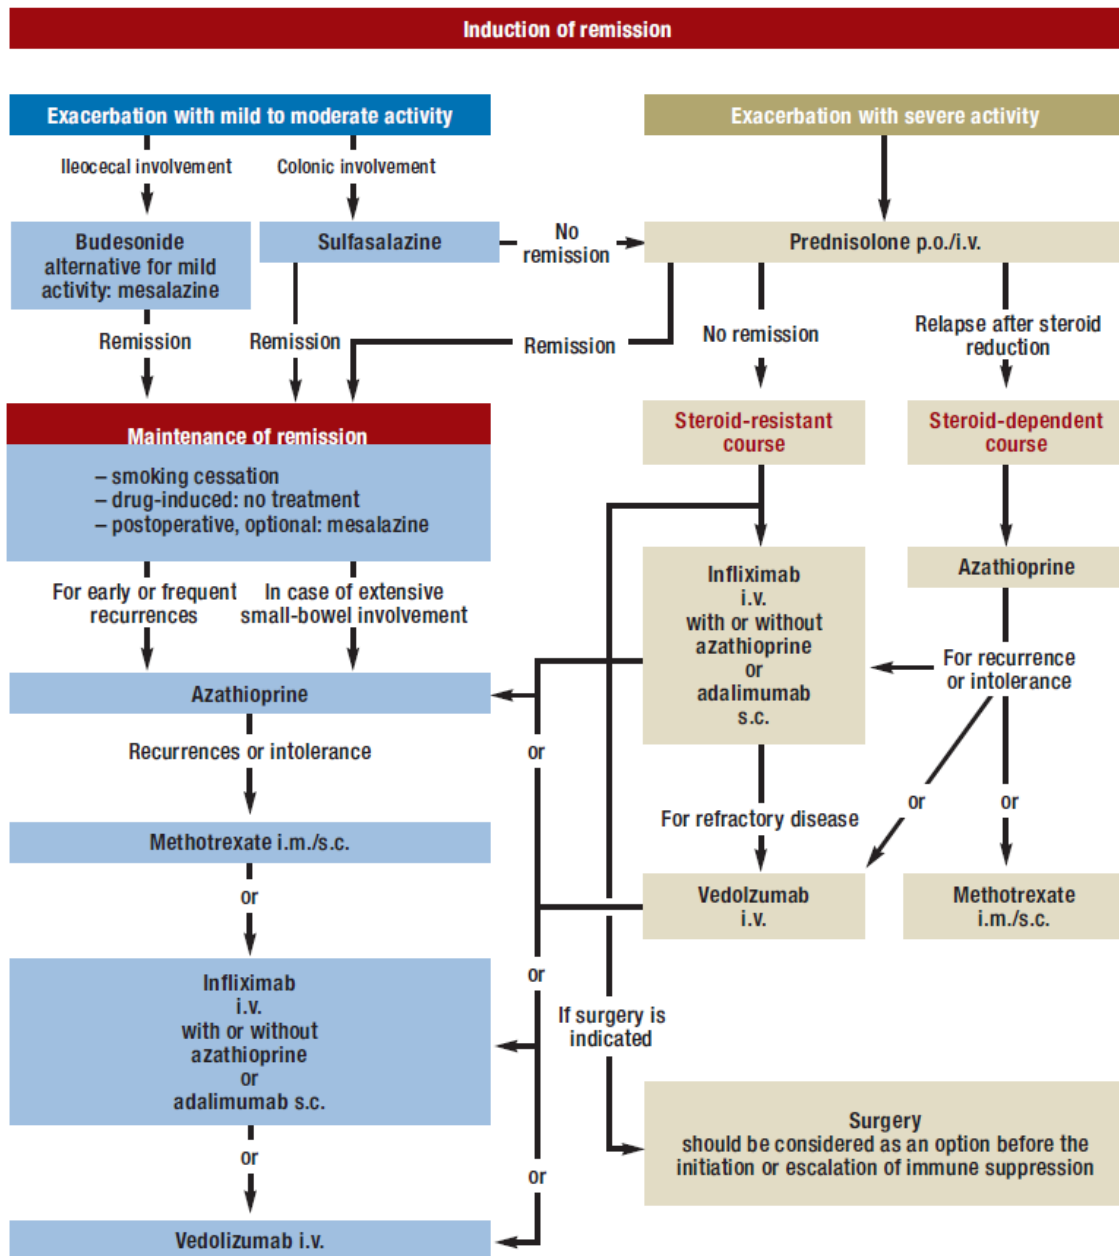 Induction of remission
Exacerbation with mild to moderate activity
Exacerbation with severe activity
Ileocecal involvement
Colonic involvement
Budesonide
alternative for mild
activity: mesalazine
Sulfasalazine
No
remission
Prednisolone p.o./i.v.
Remission
Remission
Remission
No remission
Relapse after steroid
reduction
Maintenance of remission
– smoking cessation
– drug-induced: no treatment
– postoperative, optional: mesalazine
Steroid-resistant
course
Steroid-dependent
course
For early or frequent
recurrences
In case of extensive
small-bowel involvement
Infliximab
i.v.
with or without
azathioprine
or
adalimumab
s.c.
Azathioprine
For recurrence
or intolerance
Azathioprine
Recurrences or intolerance
or
For refractory disease
or
or
Methotrexate i.m./s.c.
or
Vedolzumab
i.v.
Methotrexate
i.m./s.c.
Infliximab
i.v.
with or without
azathioprine
or
adalimumab s.c.
or
If surgery is
indicated
or
or
Surgery
should be considered as an option before the
initiation or escalation of immune suppression
Vedolizumab i.v.